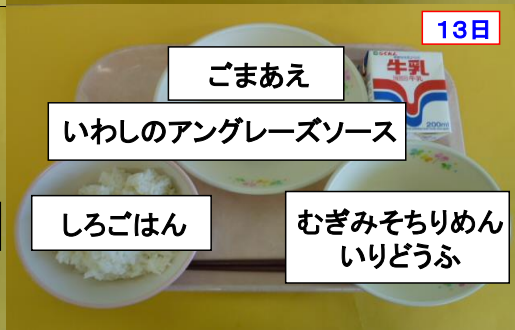 13日
ごまあえ
牛乳
200ml
いわしのアングレーズソース
しろごはん
むぎみそちりめん
いりどうふ